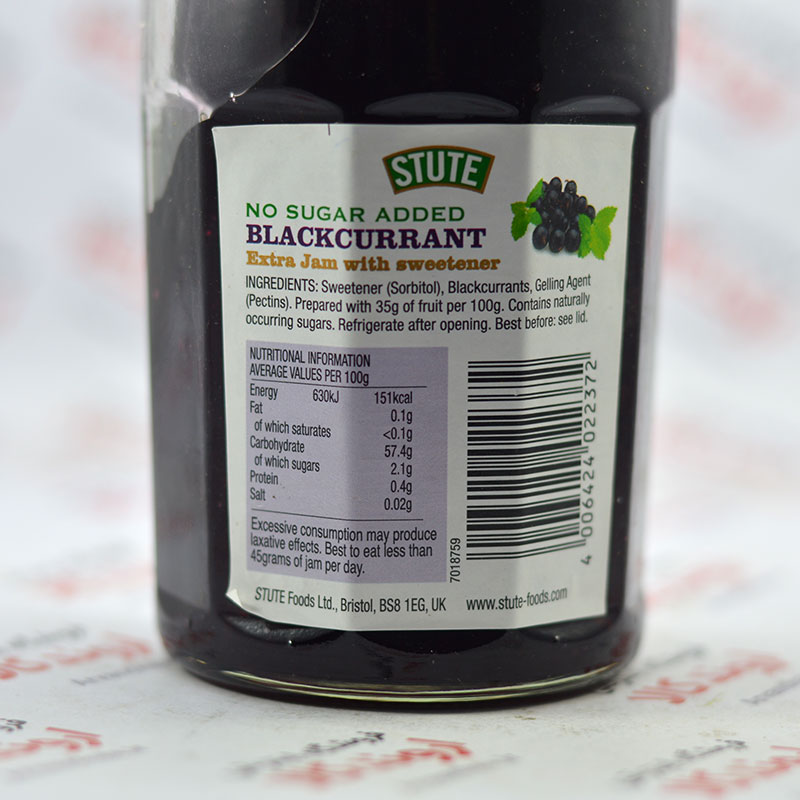 STUTE
NO SUGAR ADDED
BLACKCURRANT
Extra Jam with sweetener
INGREDIENTS: Sweetener (Sorbitol), Blackcurrants, Gelling Agent
(Pectins). Prepared with 35g of fruit per 100g. Contains naturally
occurring sugars. Refrigerate after opening. Best before: see lid.
NUTRITIONAL INFORMATION
AVERAGE VALUES PER 100g
Energy 630kJ 151kcal
Fat 0.1g
of which saturates <0.1g
Carbohydrate 57.4g
of which sugars 2.1g
Protein 0.4g
Salt 0.02g
Excessive consumption may produce
laxative effects. Best to eat less than
45grams of jam per day.
7018759
4 006424 022372
STUTE Foods Ltd., Bristol, BS8 1EG, UK www.stute-foods.com